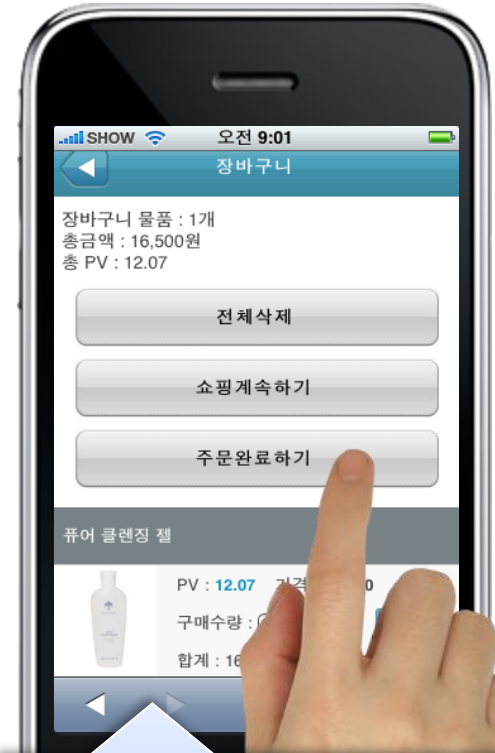 SHOW 오전 9:01
장바구니
장바구니 물품 : 1개
총금액 : 16,500원
총 PV : 12.07
전체삭제
쇼핑계속하기
주문완료하기
퓨어 클렌징 젤
PV : 12.07
구매수량 :
합계 :